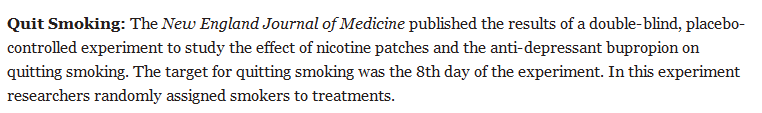 Quit Smoking: The New England Journal of Medicine published the results of a double-blind, placebo-
controlled experiment to study the effect of nicotine patches and the anti-depressant bupropion on
quitting smoking. The target for quitting smoking was the 8th day of the experiment. In this experiment
researchers randomly assigned smokers to treatments.